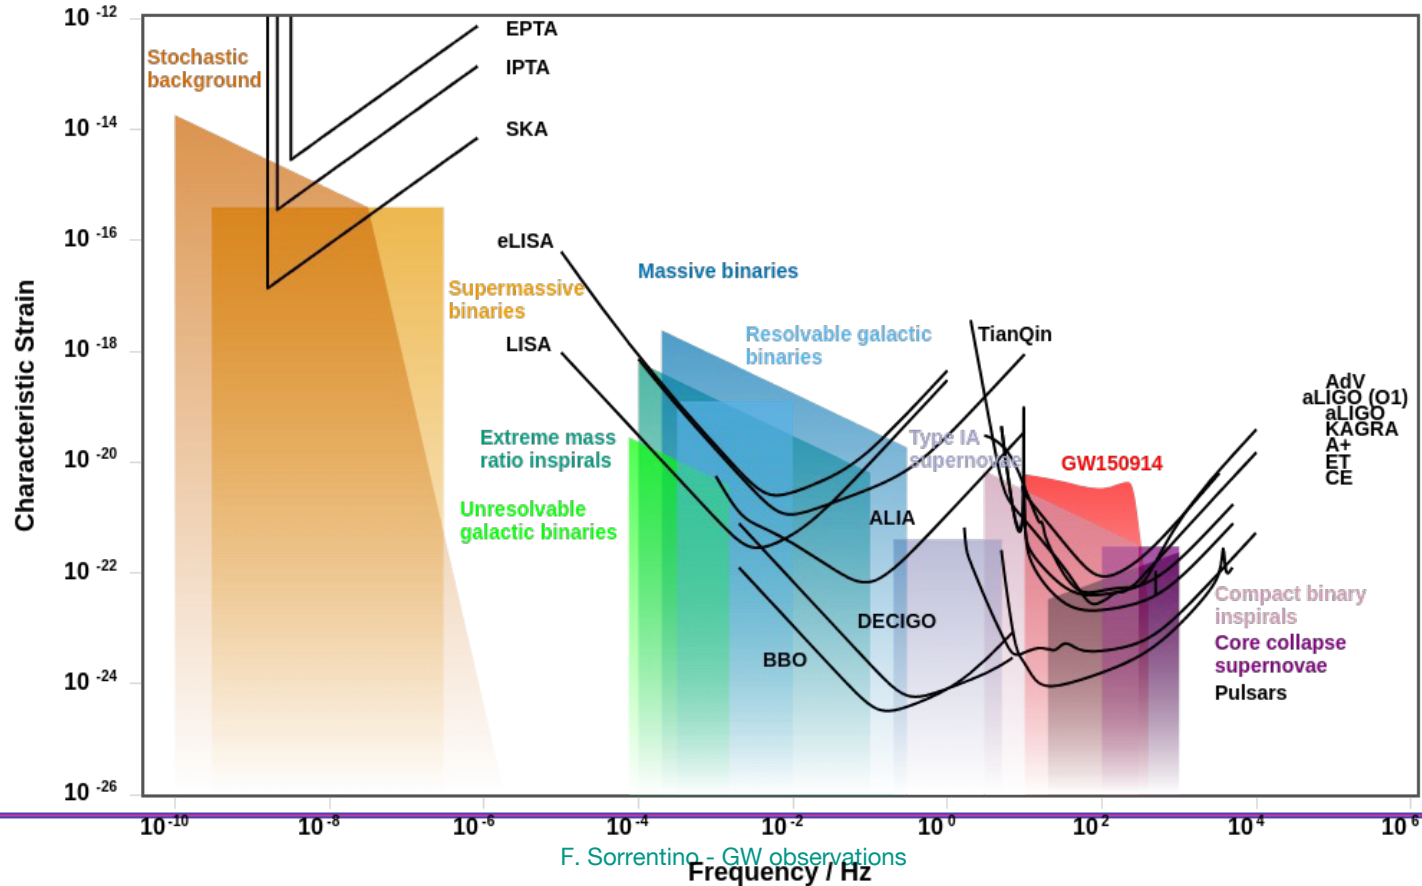 10 -12
10 -14
10 -16
10 -18
10 -20
10 -22
10 -24
10 -26
Characteristic Strain
Stochastic
background
EPTA
IPTA
SKA
eLISA
Supermassive
binaries
LISA
Massive binaries
Resolvable galactic
binaries
TianQin
Extreme mass
ratio inspirals
Unresolvable
galactic binaries
Type IA
supernovae
GW150914
AdV
aLIGO (O1)
aLIGO
KAGRA
A+
ET
CE
ALIA
DECIGO
BBO
Compact binary
inspirals
Core collapse
supernovae
Pulsars
10 -10
10 -8
10 -6
10 -4
10 -2
10 0
10 2
10 4
10 6
F. Sorrentino - GW observations
Frequency / Hz